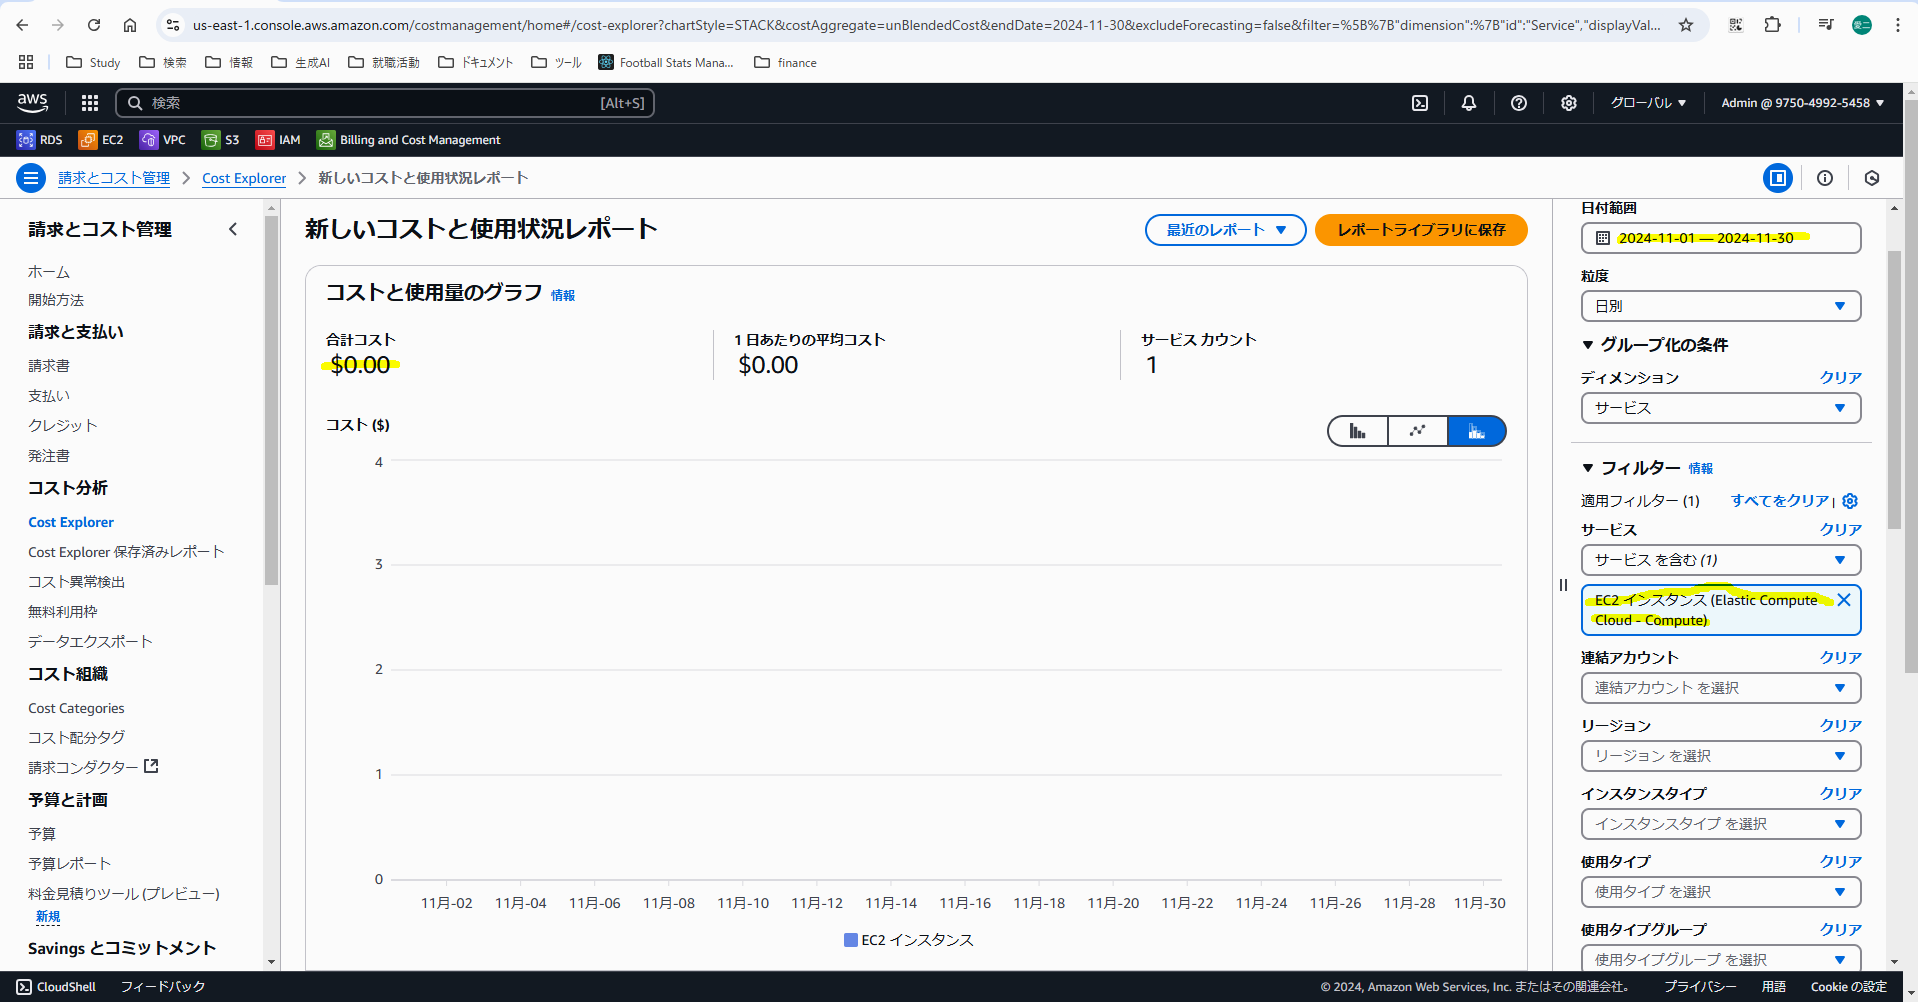 us-east-1.console.aws.amazon.com/costmanagement/home#/cost-explorer?chartStyle=STACK&costAggregate=unBlendedCost&endDate=2024-11-30&excludeForecasting=false&filter=%5B%7B"dimension":%7B"id":"Service","displayVal...
愛二
Study 検索 情報 生成AI 就職活動 ドキュメント ツール Football Stats Mana... finance
aws 検索 [Alt+S] グローバル Admin @ 9750-4992-5458
RDS EC2 VPC S3 IAM Billing and Cost Management
請求とコスト管理 Cost Explorer 新しいコストと使用状況レポート
請求とコスト管理
ホーム
開始方法
請求と支払い
請求書
支払い
クレジット
発注書
コスト分析
Cost Explorer
Cost Explorer 保存済みレポート
コスト異常検出
無料利用枠
データエクスポート
コスト組織
Cost Categories
コスト配分タグ
請求コンダクター
予算と計画
予算
予算レポート
料金見積りツール (プレビュー)
新規
Savings とコミットメント
新しいコストと使用状況レポート
最近のレポート
レポートライブラリに保存
コストと使用量のグラフ 情報
合計コスト
$0.00
1 日あたりの平均コスト
$0.00
サービス カウント
1
コスト ($)
4
3
2
1
0
11月-02 11月-04 11月-06 11月-08 11月-10 11月-12 11月-14 11月-16 11月-18 11月-20 11月-22 11月-24 11月-26 11月-28 11月-30
EC2 インスタンス
日付範囲
2024-11-01 — 2024-11-30
粒度
日別
グループ化の条件
ディメンション クリア
サービス
フィルター 情報
適用フィルター (1) すべてをクリア
サービス クリア
サービス を含む (1)
EC2 インスタンス (Elastic Compute
Cloud - Compute)
連結アカウント クリア
連結アカウント を選択
リージョン クリア
リージョン を選択
インスタンスタイプ クリア
インスタンスタイプ を選択
使用タイプ クリア
使用タイプ を選択
使用タイプグループ クリア
使用タイプグループ を選択
CloudShell フィードバック © 2024, Amazon Web Services, Inc. またはその関連会社。 プライバシー 用語 Cookie の設定